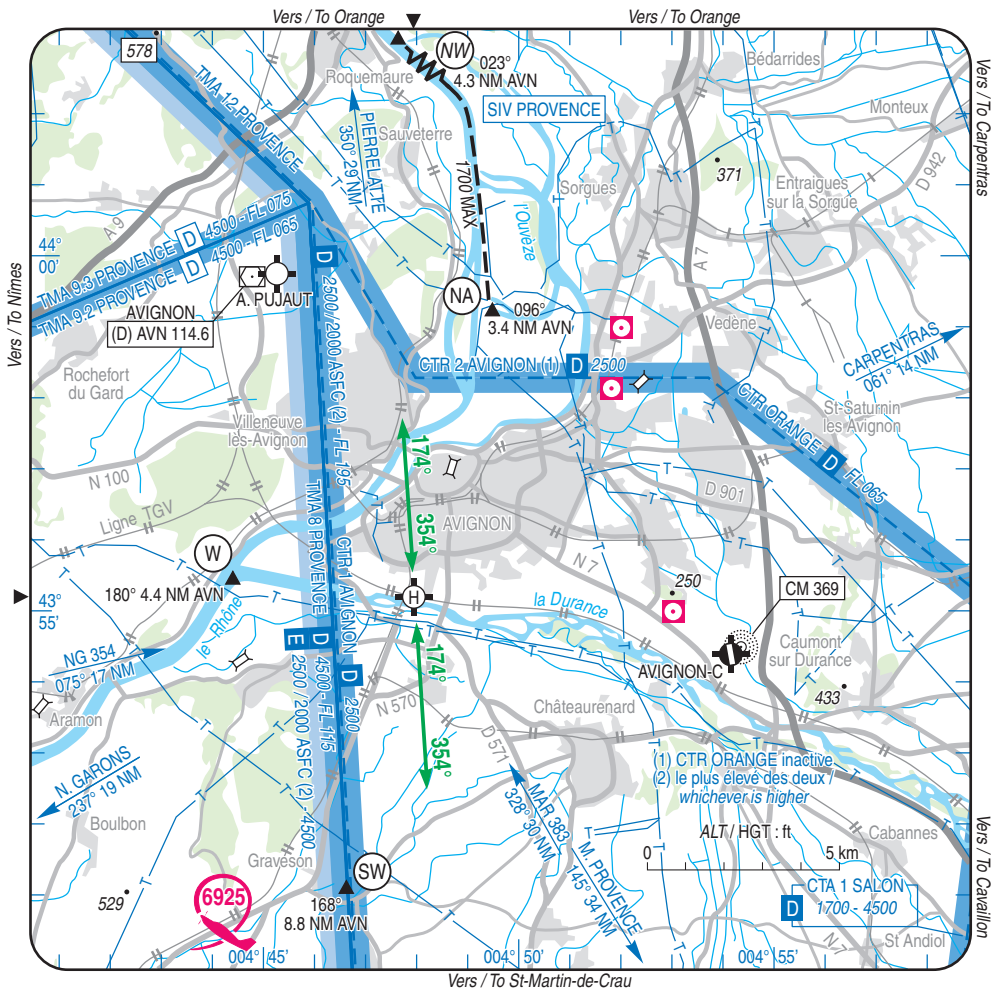 Vers / To Orange
Vers / To Orange
578
NW
023°
4.3 NM AVN
Bédarrides
Roquemaure
SIV PROVENCE
Vers / To Carpentras
TMA 12 PROVENCE
PIERRELATTE
350° 29 NM
Sauveterre
Monteux
D 942
1700 MAX
371
Sorgues
Entraigues
sur la Sorgue
l'Ouvèze
A 9
A 7
44°
00'
TMA 9.3 PROVENCE D 4500 - FL 075
TMA 9.2 PROVENCE D 4500 - FL 065
D
A. PUJAUT
NA
096°
3.4 NM AVN
AVIGNON
(D) AVN 114.6
Vers / To Nîmes
Vedène
CARPENTRAS
061° 14 NM
CTR 2 AVIGNON (1) D 2500
Rochefort
du Gard
2500 / 2000 ASFC (2) - FL 195
CTR ORANGE D FL 065
St-Saturnin
les Avignon
Villeneuve
les-Avignon
174°
354°
N 100
D 901
Ligne TGV
AVIGNON
W
180° 4.4 NM AVN
N 7
250
CM 369
43°
55'
H
la Durance
le Rhône
TMA 8 PROVENCE D 4500 - FL 115
CTR 1 AVIGNON D 2500
E 2500 / 2000 ASFC (2) - 4500
NG 354
075° 17 NM
174°
354°
AVIGNON-C
Caumont
sur Durance
433
Aramon
N 570
Châteaurenard
D 571
N. GARONS
237° 19 NM
MAR 383
328° 30 NM
(1) CTR ORANGE inactive
(2) le plus élevé des deux /
whichever is higher
Boulbon
ALT / HGT : ft
0 5 km
Cabannes
Graveson
SW
168°
8.8 NM AVN
M. PROVENCE
145° 34 NM
529
6925
CTA 1 SALON
D 1700 - 4500
N7
St Andiol
Vers / To Cavaillon
004° 45'
004° 50'
004° 55'
Vers / To St-Martin-de-Crau